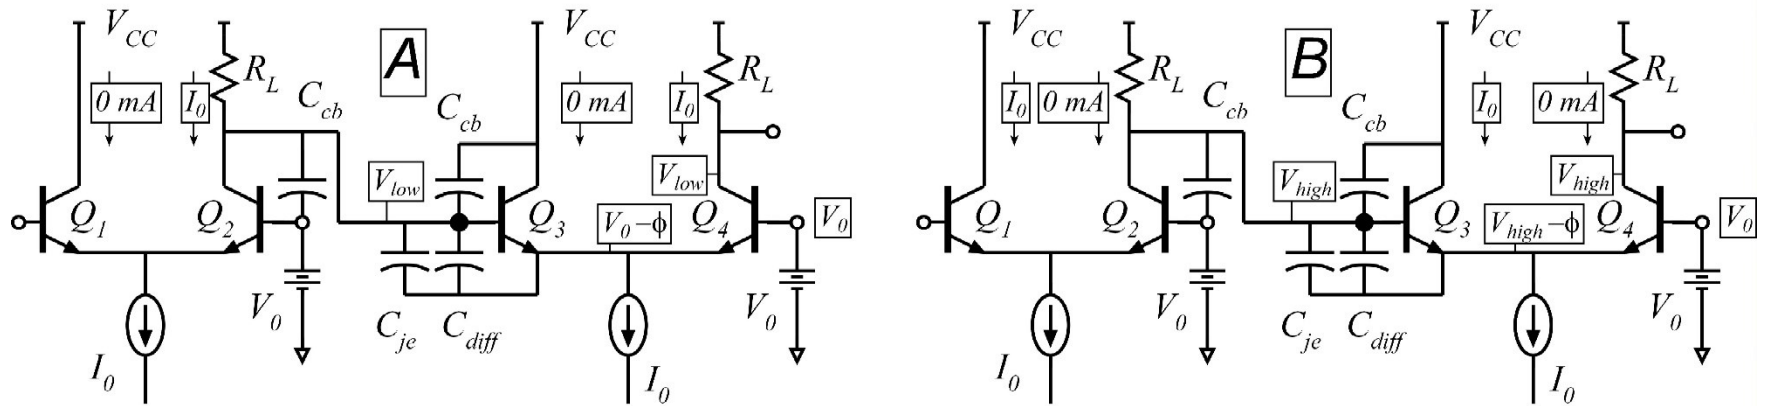 V_CC A V_CC V_CC B V_CC
R_L R_L R_L R_L
0 mA I_0 C_cb C_cb 0 mA I_0 I_0 0 mA C_cb C_cb I_0 0 mA
V_low V_low V_high V_high
Q_1 Q_2 Q_3 V_0–ϕ Q_4 V_0 Q_1 Q_2 Q_3 V_high–ϕ Q_4 V_0
V_0 C_je C_diff V_0 V_0 C_je C_diff V_0
I_0 I_0 I_0 I_0